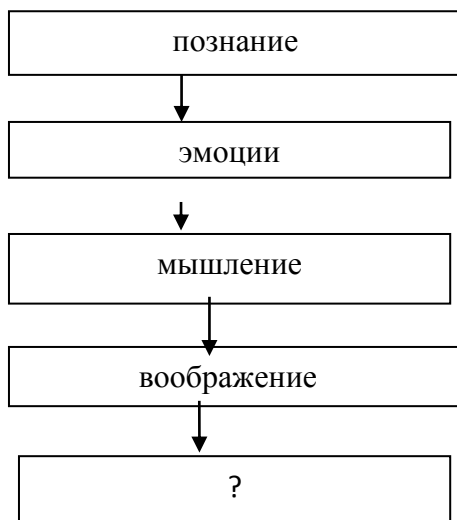 познание
эмоции
мышление
воображение
?